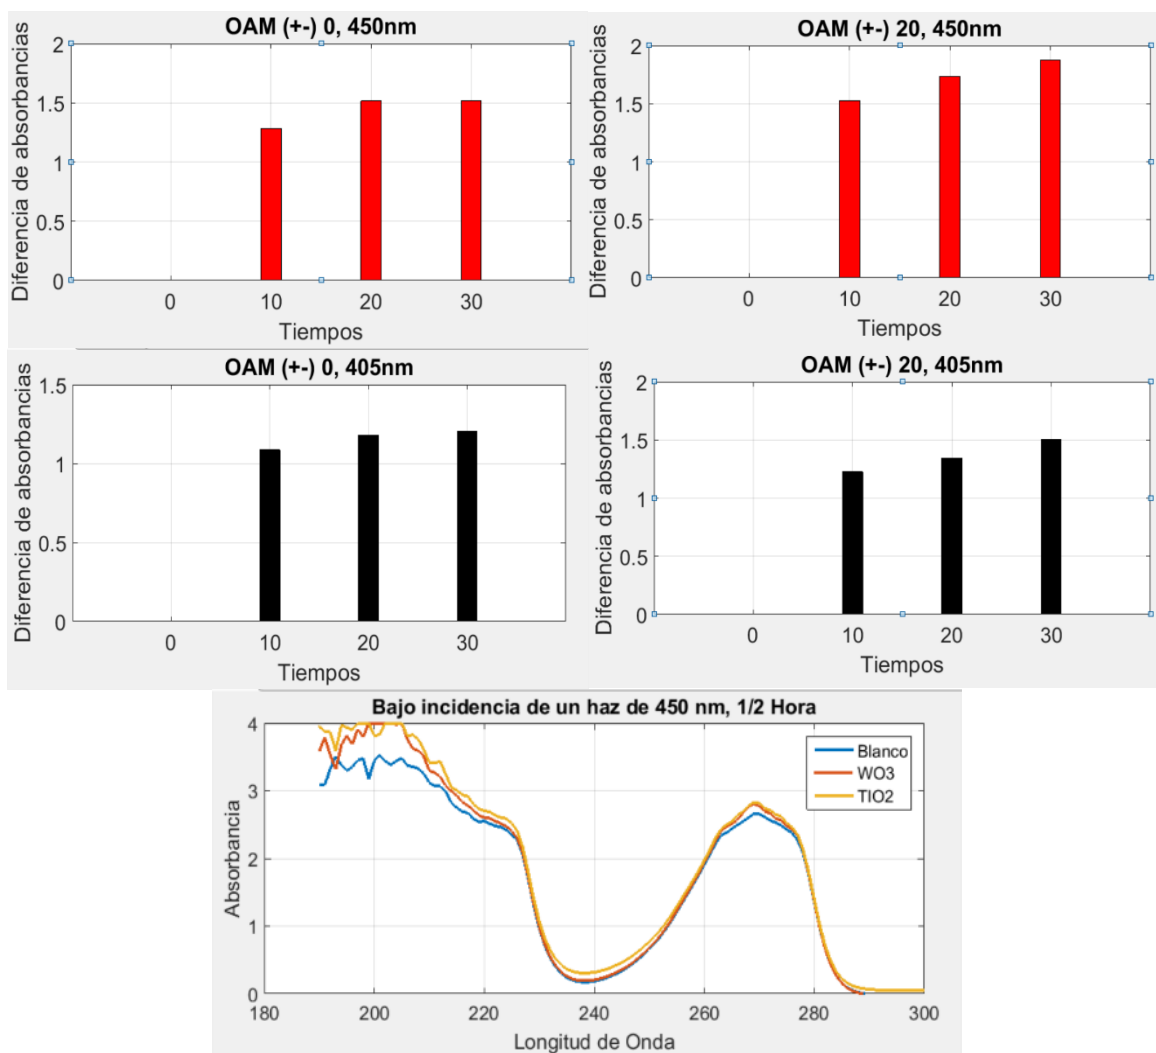 OAM (+-) 0, 450nm
Diferencia de absorbancias
2
1.5
1
0.5
0
0 10 20 30
Tiempos
OAM (+-) 20, 450nm
Diferencia de absorbancias
2
1.5
1
0.5
0
0 10 20 30
Tiempos
OAM (+-) 0, 405nm
Diferencia de absorbancias
1.5
1
0.5
0
0 10 20 30
Tiempos
OAM (+-) 20, 405nm
Diferencia de absorbancias
2
1.5
1
0.5
0
0 10 20 30
Tiempos
Bajo incidencia de un haz de 450 nm, 1/2 Hora
Absorbancia
4
3
2
1
0
Blanco
WO3
TIO2
180 200 220 240 260 280 300
Longitud de Onda